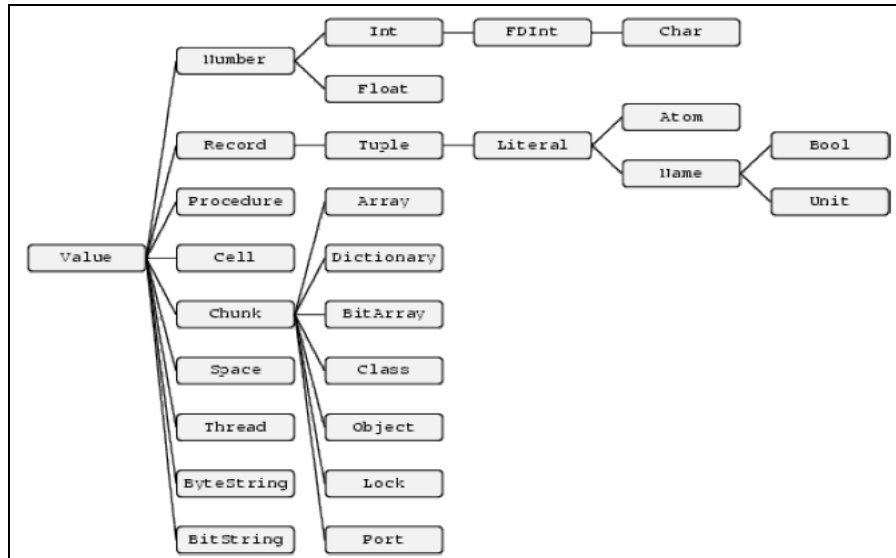 Int FDInt Char
Number
Float
Atom
Record Tuple Literal Bool
Name
Procedure Array Unit
Value Cell Dictionary
Chunk BitArray
Space Class
Thread Object
ByteString Lock
BitString Port